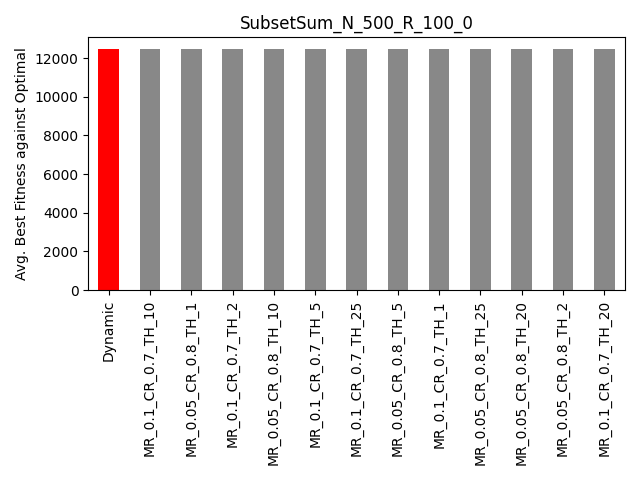 SubsetSum_N_500_R_100_0
Avg. Best Fitness against Optimal
12000
10000
8000
6000
4000
2000
0
Dynamic
MR_0.1_CR_0.7_TH_10
MR_0.05_CR_0.8_TH_1
MR_0.1_CR_0.7_TH_2
MR_0.05_CR_0.8_TH_10
MR_0.1_CR_0.7_TH_5
MR_0.1_CR_0.7_TH_25
MR_0.05_CR_0.8_TH_5
MR_0.1_CR_0.7_TH_1
MR_0.05_CR_0.8_TH_25
MR_0.05_CR_0.8_TH_20
MR_0.05_CR_0.8_TH_2
MR_0.1_CR_0.7_TH_20